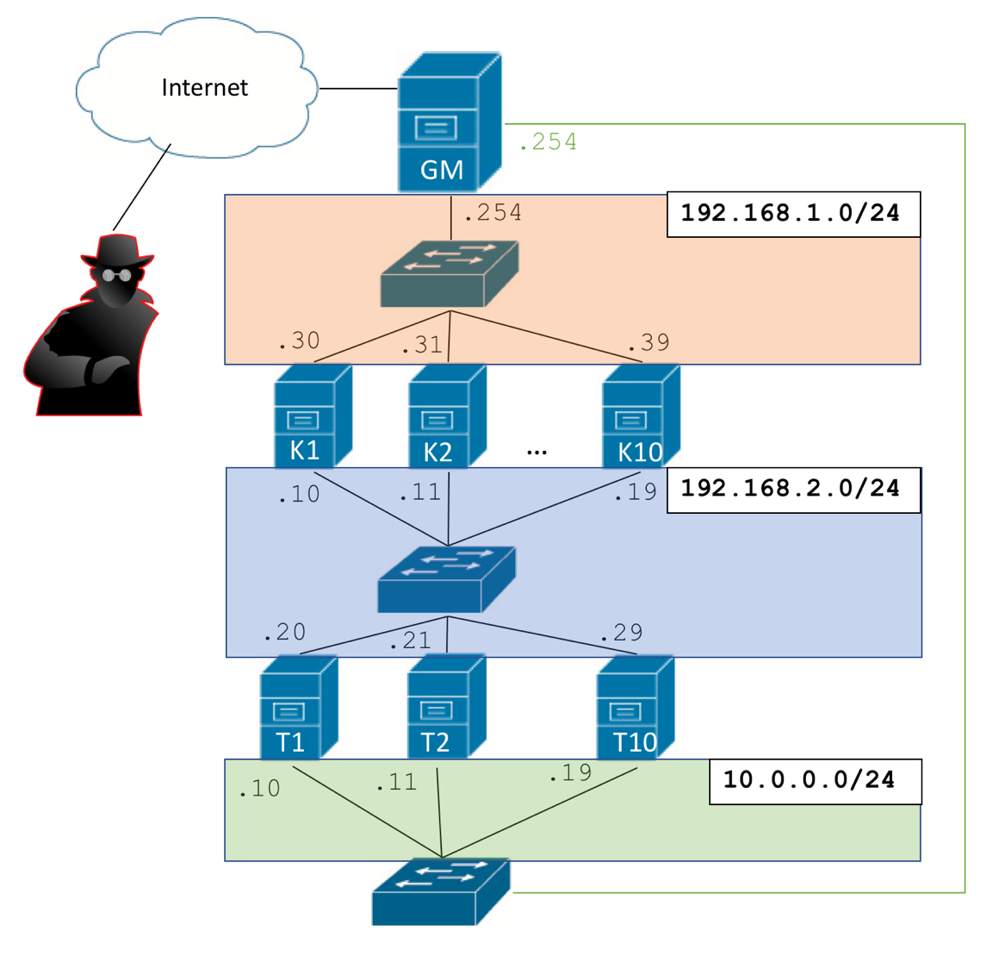 Internet
.254
GM
.254
192.168.1.0/24
.30
.31
.39
K1
K2
...
K10
.10
.11
.19
192.168.2.0/24
.20
.21
.29
T1
T2
T10
.10
.11
.19
10.0.0.0/24